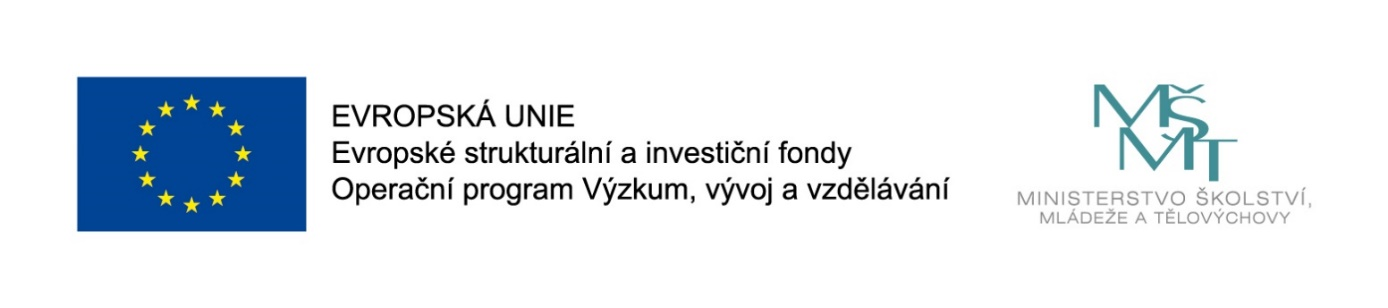 EVROPSKÁ UNIE
Evropské strukturální a investiční fondy
Operační program Výzkum, vývoj a vzdělávání
MŠ
MT
MINISTERSTVO ŠKOLSTVÍ,
MLÁDEŽE A TĚLOVÝCHOVY